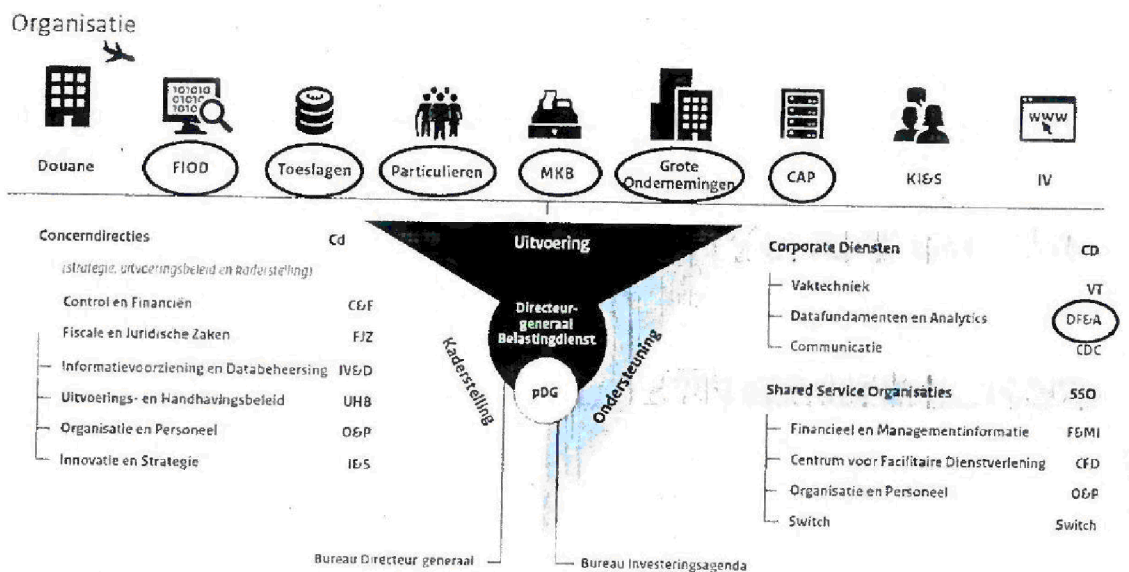 Organisatie
101010
01010
1010
www
Douane
FIOD
Toeslagen
Particulieren
MKB
Grote
Ondernemingen
CAP
KI&S
IV
Concerndirecties Cd
(strategie, uitvoeringsbeleid en kaderstelling)
Control en Financiën C&F
Fiscale en Juridische Zaken FJZ
Informatievoorziening en Databeheersing IV&D
Uitvoerings- en Handhavingsbeleid UHB
Organisatie en Personeel O&P
Innovatie en Strategie I&S
Uitvoering
Directeur-
generaal
Belastingdienst
pDG
Kaderstelling
Ondersteuning
Corporate Diensten CD
Vaktechniek VT
Datafundamenten en Analytics DF&A
Communicatie CDC
Shared Service Organisaties SSO
Financieel en Managementinformatie F&MI
Centrum voor Facilitaire Dienstverlening CFD
Organisatie en Personeel O&P
Switch Switch
Bureau Directeur generaal
Bureau Investeringsagenda